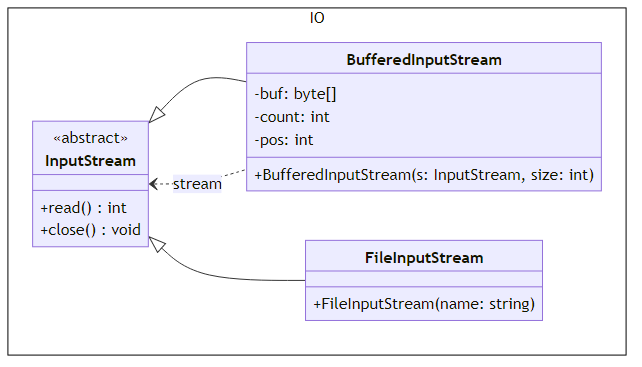 IO
BufferedInputStream
-buf: byte[]
-count: int
-pos: int
+BufferedInputStream(s: InputStream, size: int)
«abstract»
InputStream
+read() : int
+close() : void
stream
FileInputStream
+FileInputStream(name: string)